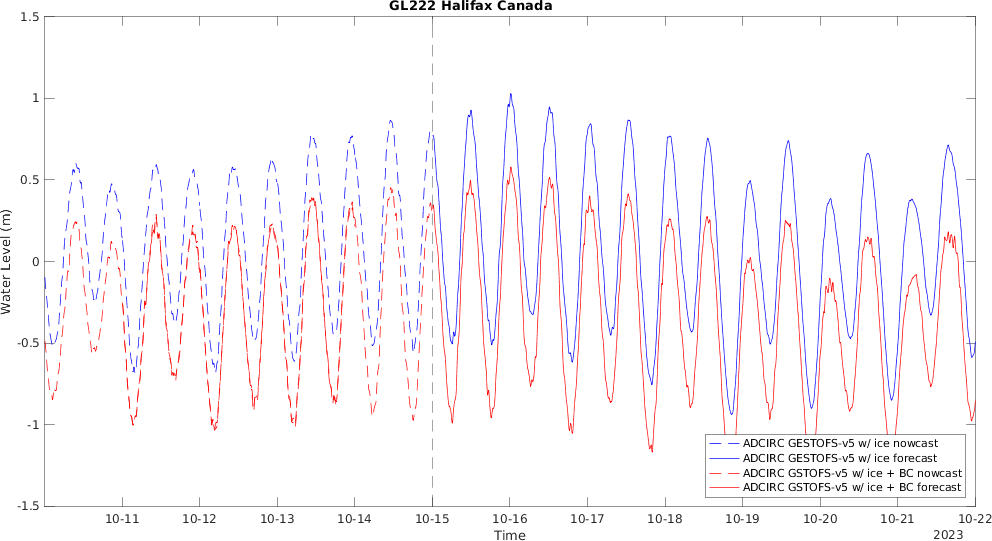 GL222 Halifax Canada
1.5
1
0.5
0
-0.5
-1
-1.5
Water Level (m)
10-11 10-12 10-13 10-14 10-15 10-16 10-17 10-18 10-19 10-20 10-21 10-22
Time
2023
ADCIRC GESTOFS-v5 w/ ice nowcast
ADCIRC GESTOFS-v5 w/ ice forecast
ADCIRC GSTOFS-v5 w/ ice + BC nowcast
ADCIRC GSTOFS-v5 w/ ice + BC forecast